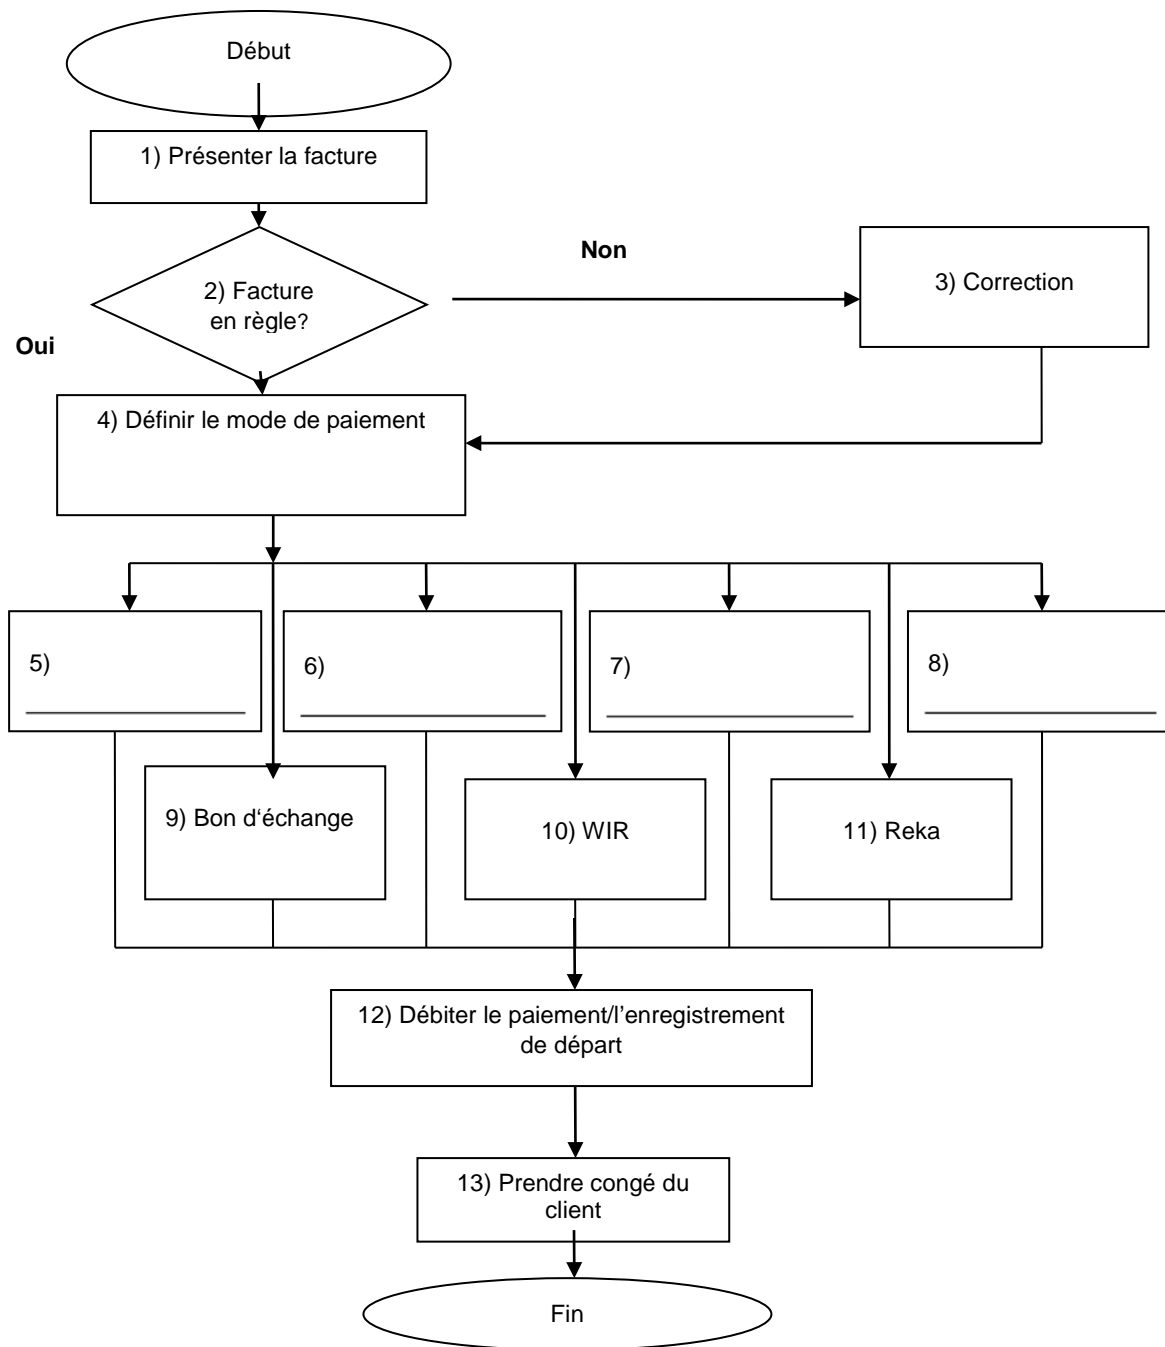 Début
1) Présenter la facture
Non
2) Facture
en règle?
3) Correction
Oui
4) Définir le mode de paiement
5)
6)
7)
8)
9) Bon d‘échange
10) WIR
11) Reka
12) Débiter le paiement/l’enregistrement
de départ
13) Prendre congé du
client
Fin